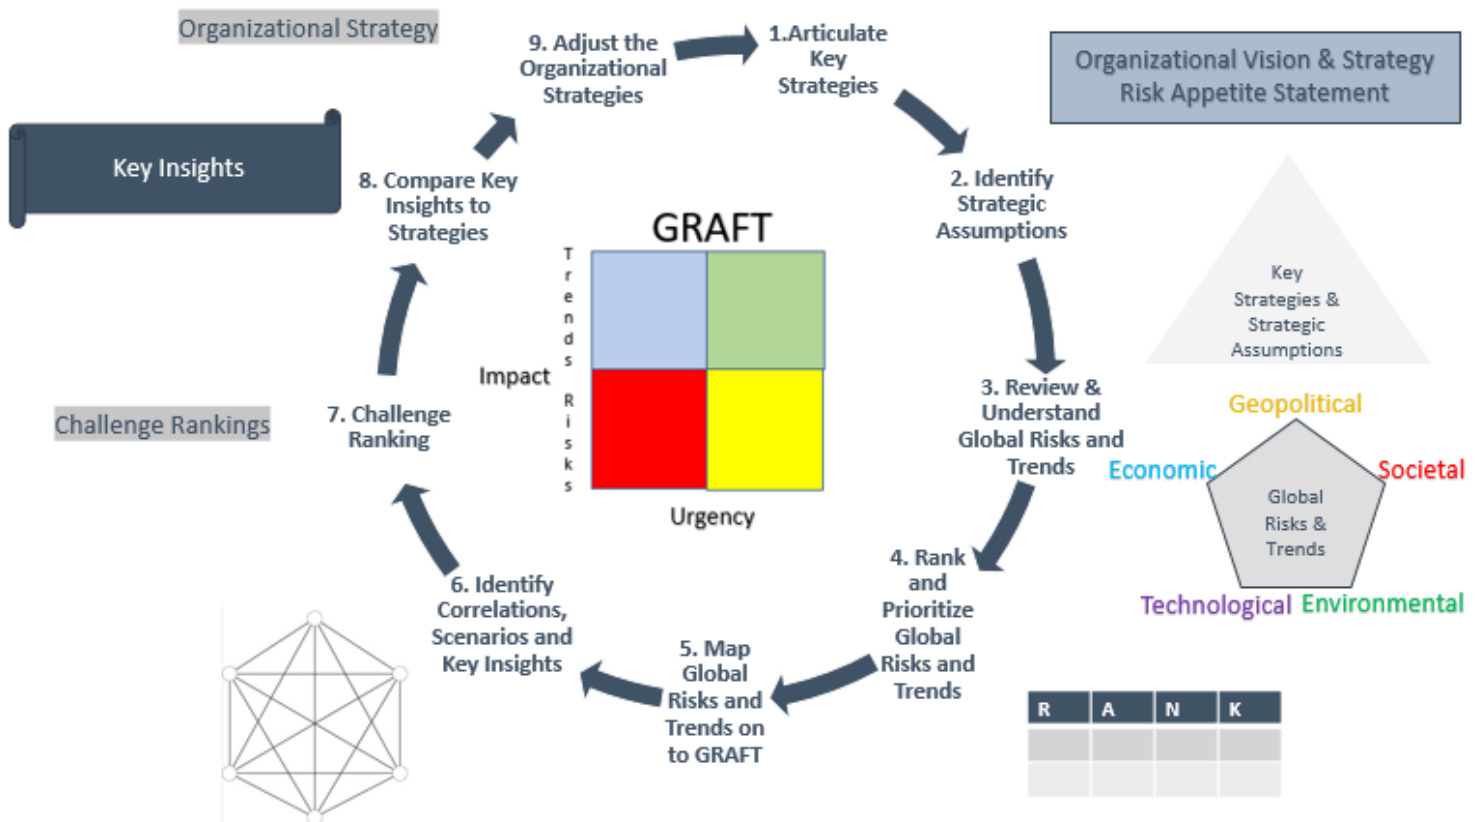 Organizational Strategy
9. Adjust the
Organizational
Strategies
1.Articulate
Key
Strategies
Organizational Vision & Strategy
Risk Appetite Statement
Key Insights
8. Compare Key
Insights to
Strategies
2. Identify
Strategic
Assumptions
GRAFT
Trends
Impact
Risks
Urgency
Key
Strategies &
Strategic
Assumptions
3. Review &
Understand
Global Risks and
Trends
Geopolitical
Economic
Societal
Global
Risks &
Trends
Technological
Environmental
Challenge Rankings
7. Challenge
Ranking
4. Rank
and
Prioritize
Global
Risks and
Trends
6. Identify
Correlations,
Scenarios and
Key Insights
5. Map
Global
Risks and
Trends on
to GRAFT
R A N K